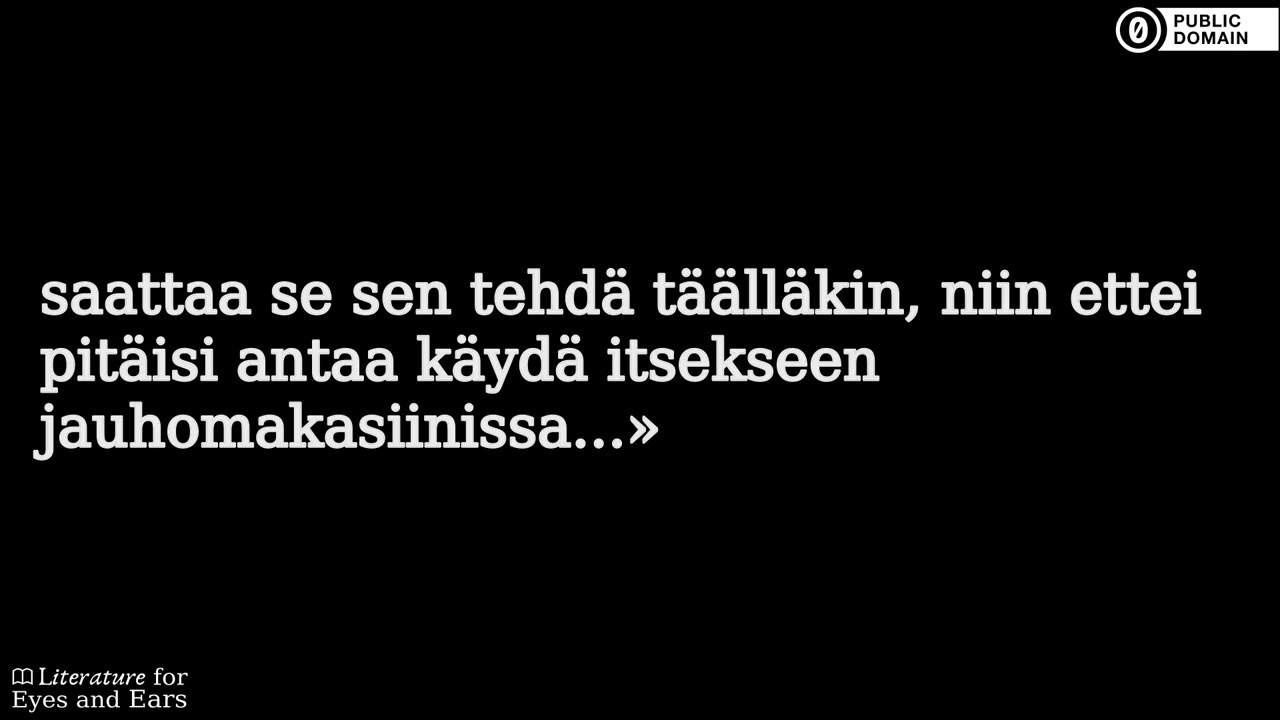 PUBLIC
DOMAIN
saattaa se sen tehdä täälläkin, niin ettei
pitäisi antaa käydä itsekseen
jauhomakasiinissa...»
Literature for
Eyes and Ears